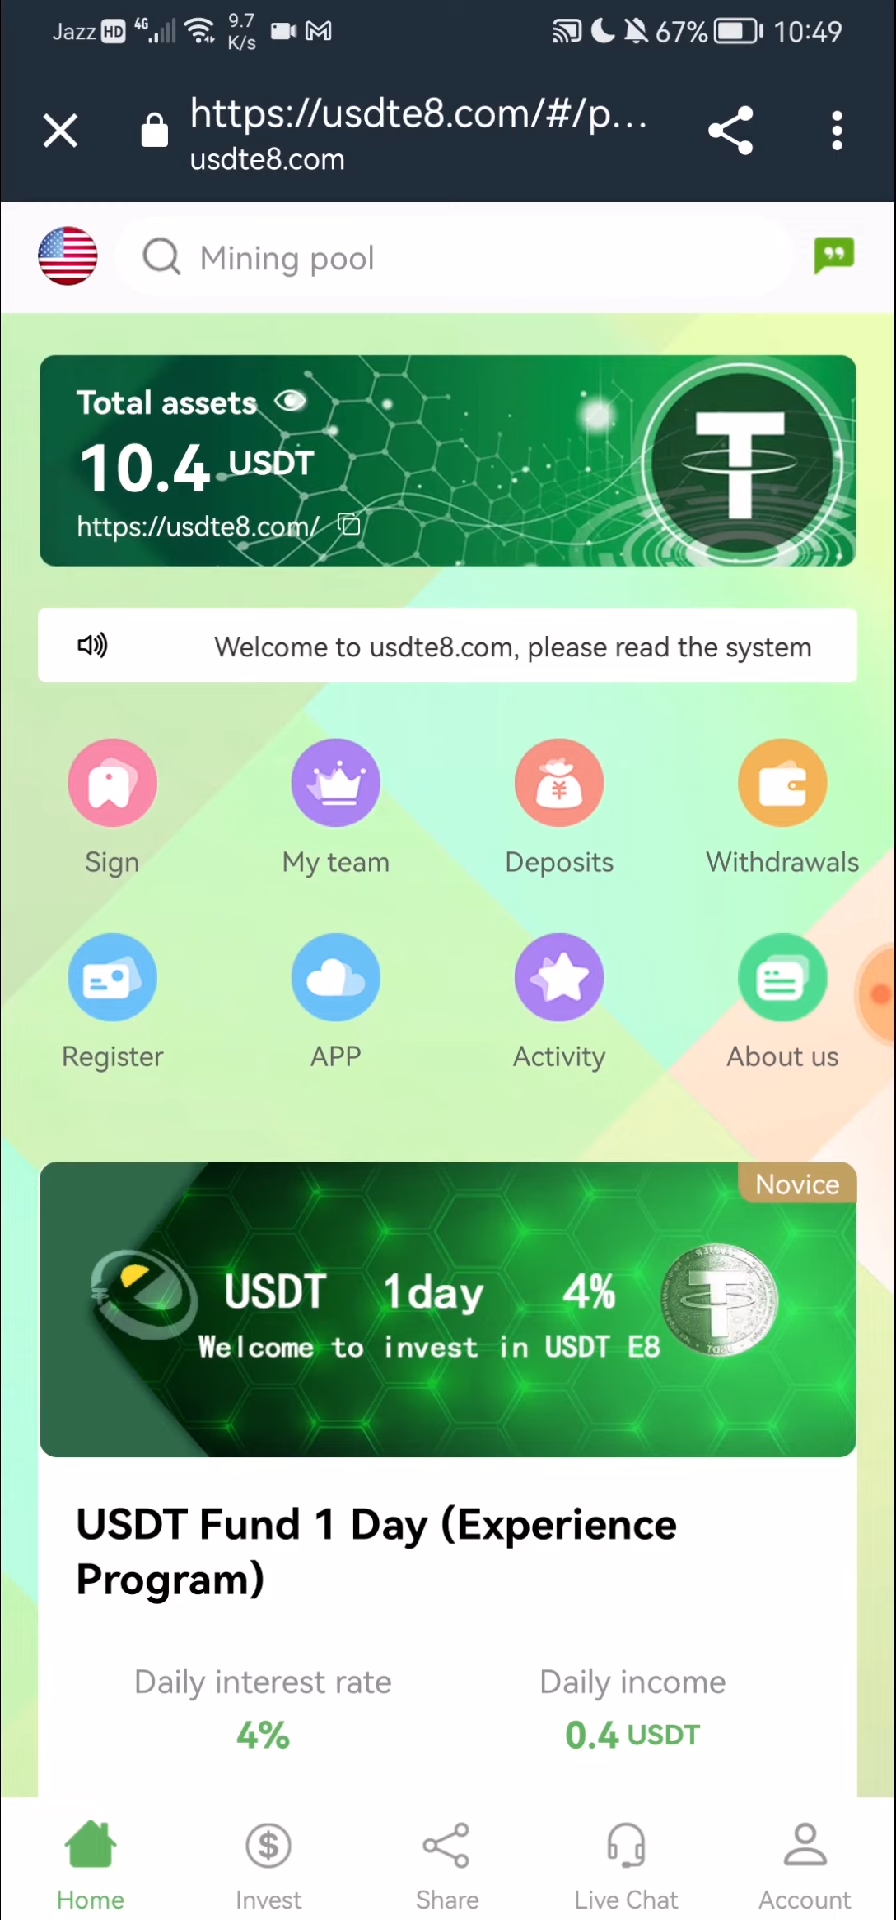 Jazz HD 4G 9.7 K/s 67% 10:49
https://usdte8.com/#/p...
usdte8.com
Mining pool
Total assets
10.4 USDT
https://usdte8.com/
Welcome to usdte8.com, please read the system
Sign My team Deposits Withdrawals
Register APP Activity About us
Novice
USDT 1day 4%
Welcome to invest in USDT E8
USDT Fund 1 Day (Experience
Program)
Daily interest rate Daily income
4% 0.4 USDT
Home Invest Share Live Chat Account